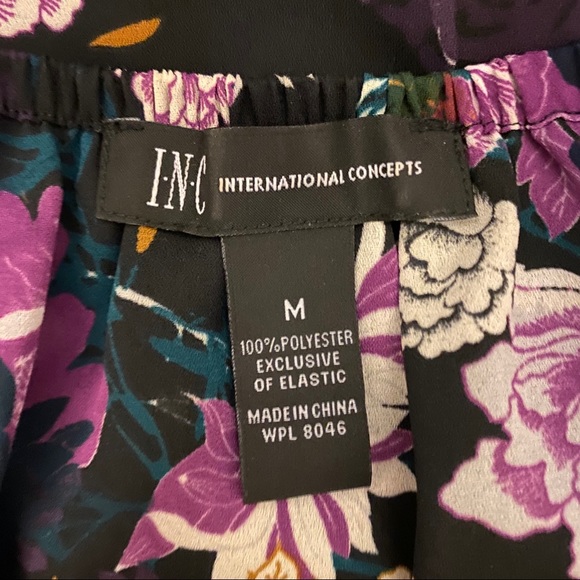 I·N·C INTERNATIONAL CONCEPTS
M
100%POLYESTER
EXCLUSIVE
OF ELASTIC
MADE IN CHINA
WPL 8046